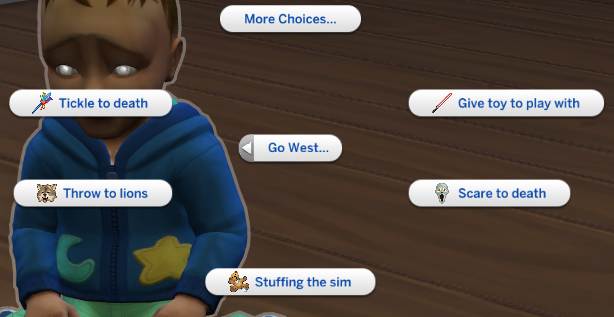 More Choices...
Tickle to death
Give toy to play with
Go West...
Throw to lions
Scare to death
Stuffing the sim